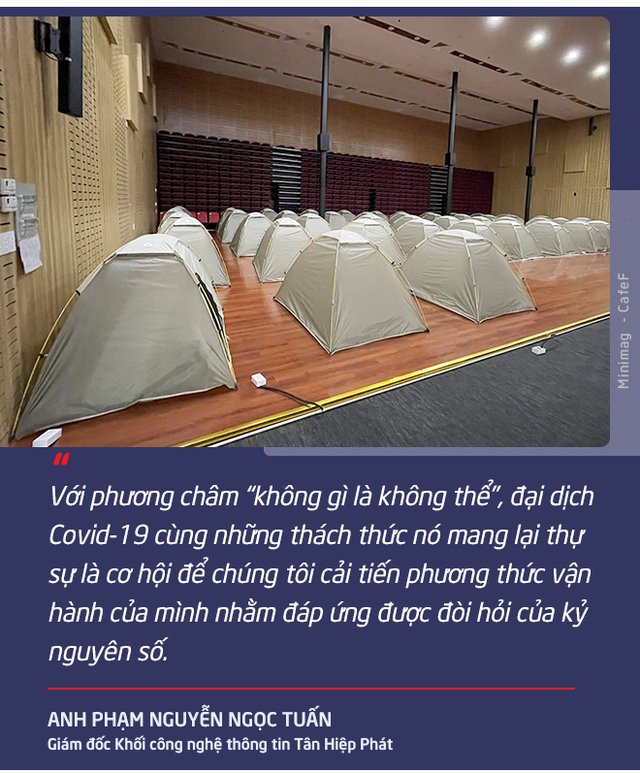 Minimag - CafeF
“
Với phương châm “không gì là không thể”, đại dịch
Covid-19 cùng những thách thức nó mang lại thự
sự là cơ hội để chúng tôi cải tiến phương thức vận
hành của mình nhằm đáp ứng được đòi hỏi của kỷ
nguyên số.
ANH PHẠM NGUYỄN NGỌC TUẤN
Giám đốc Khối công nghệ thông tin Tân Hiệp Phát